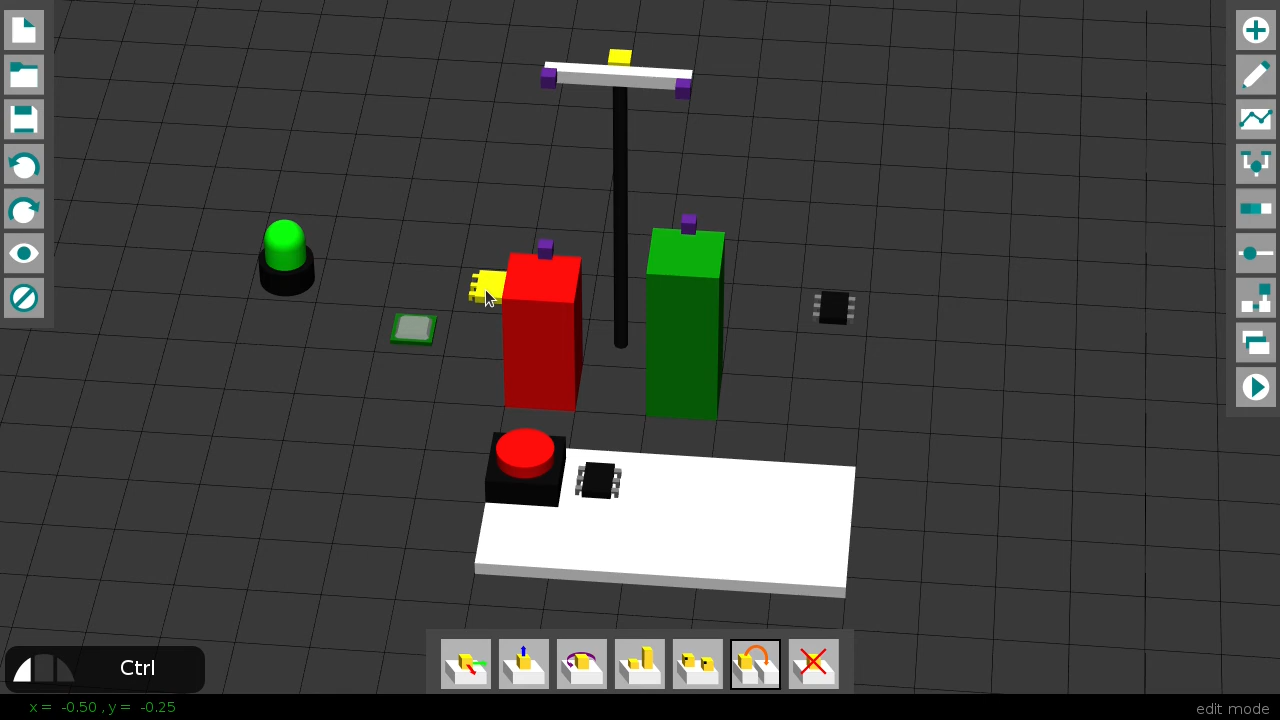 Ctrl
x = -0.50 , y = -0.25
edit mode